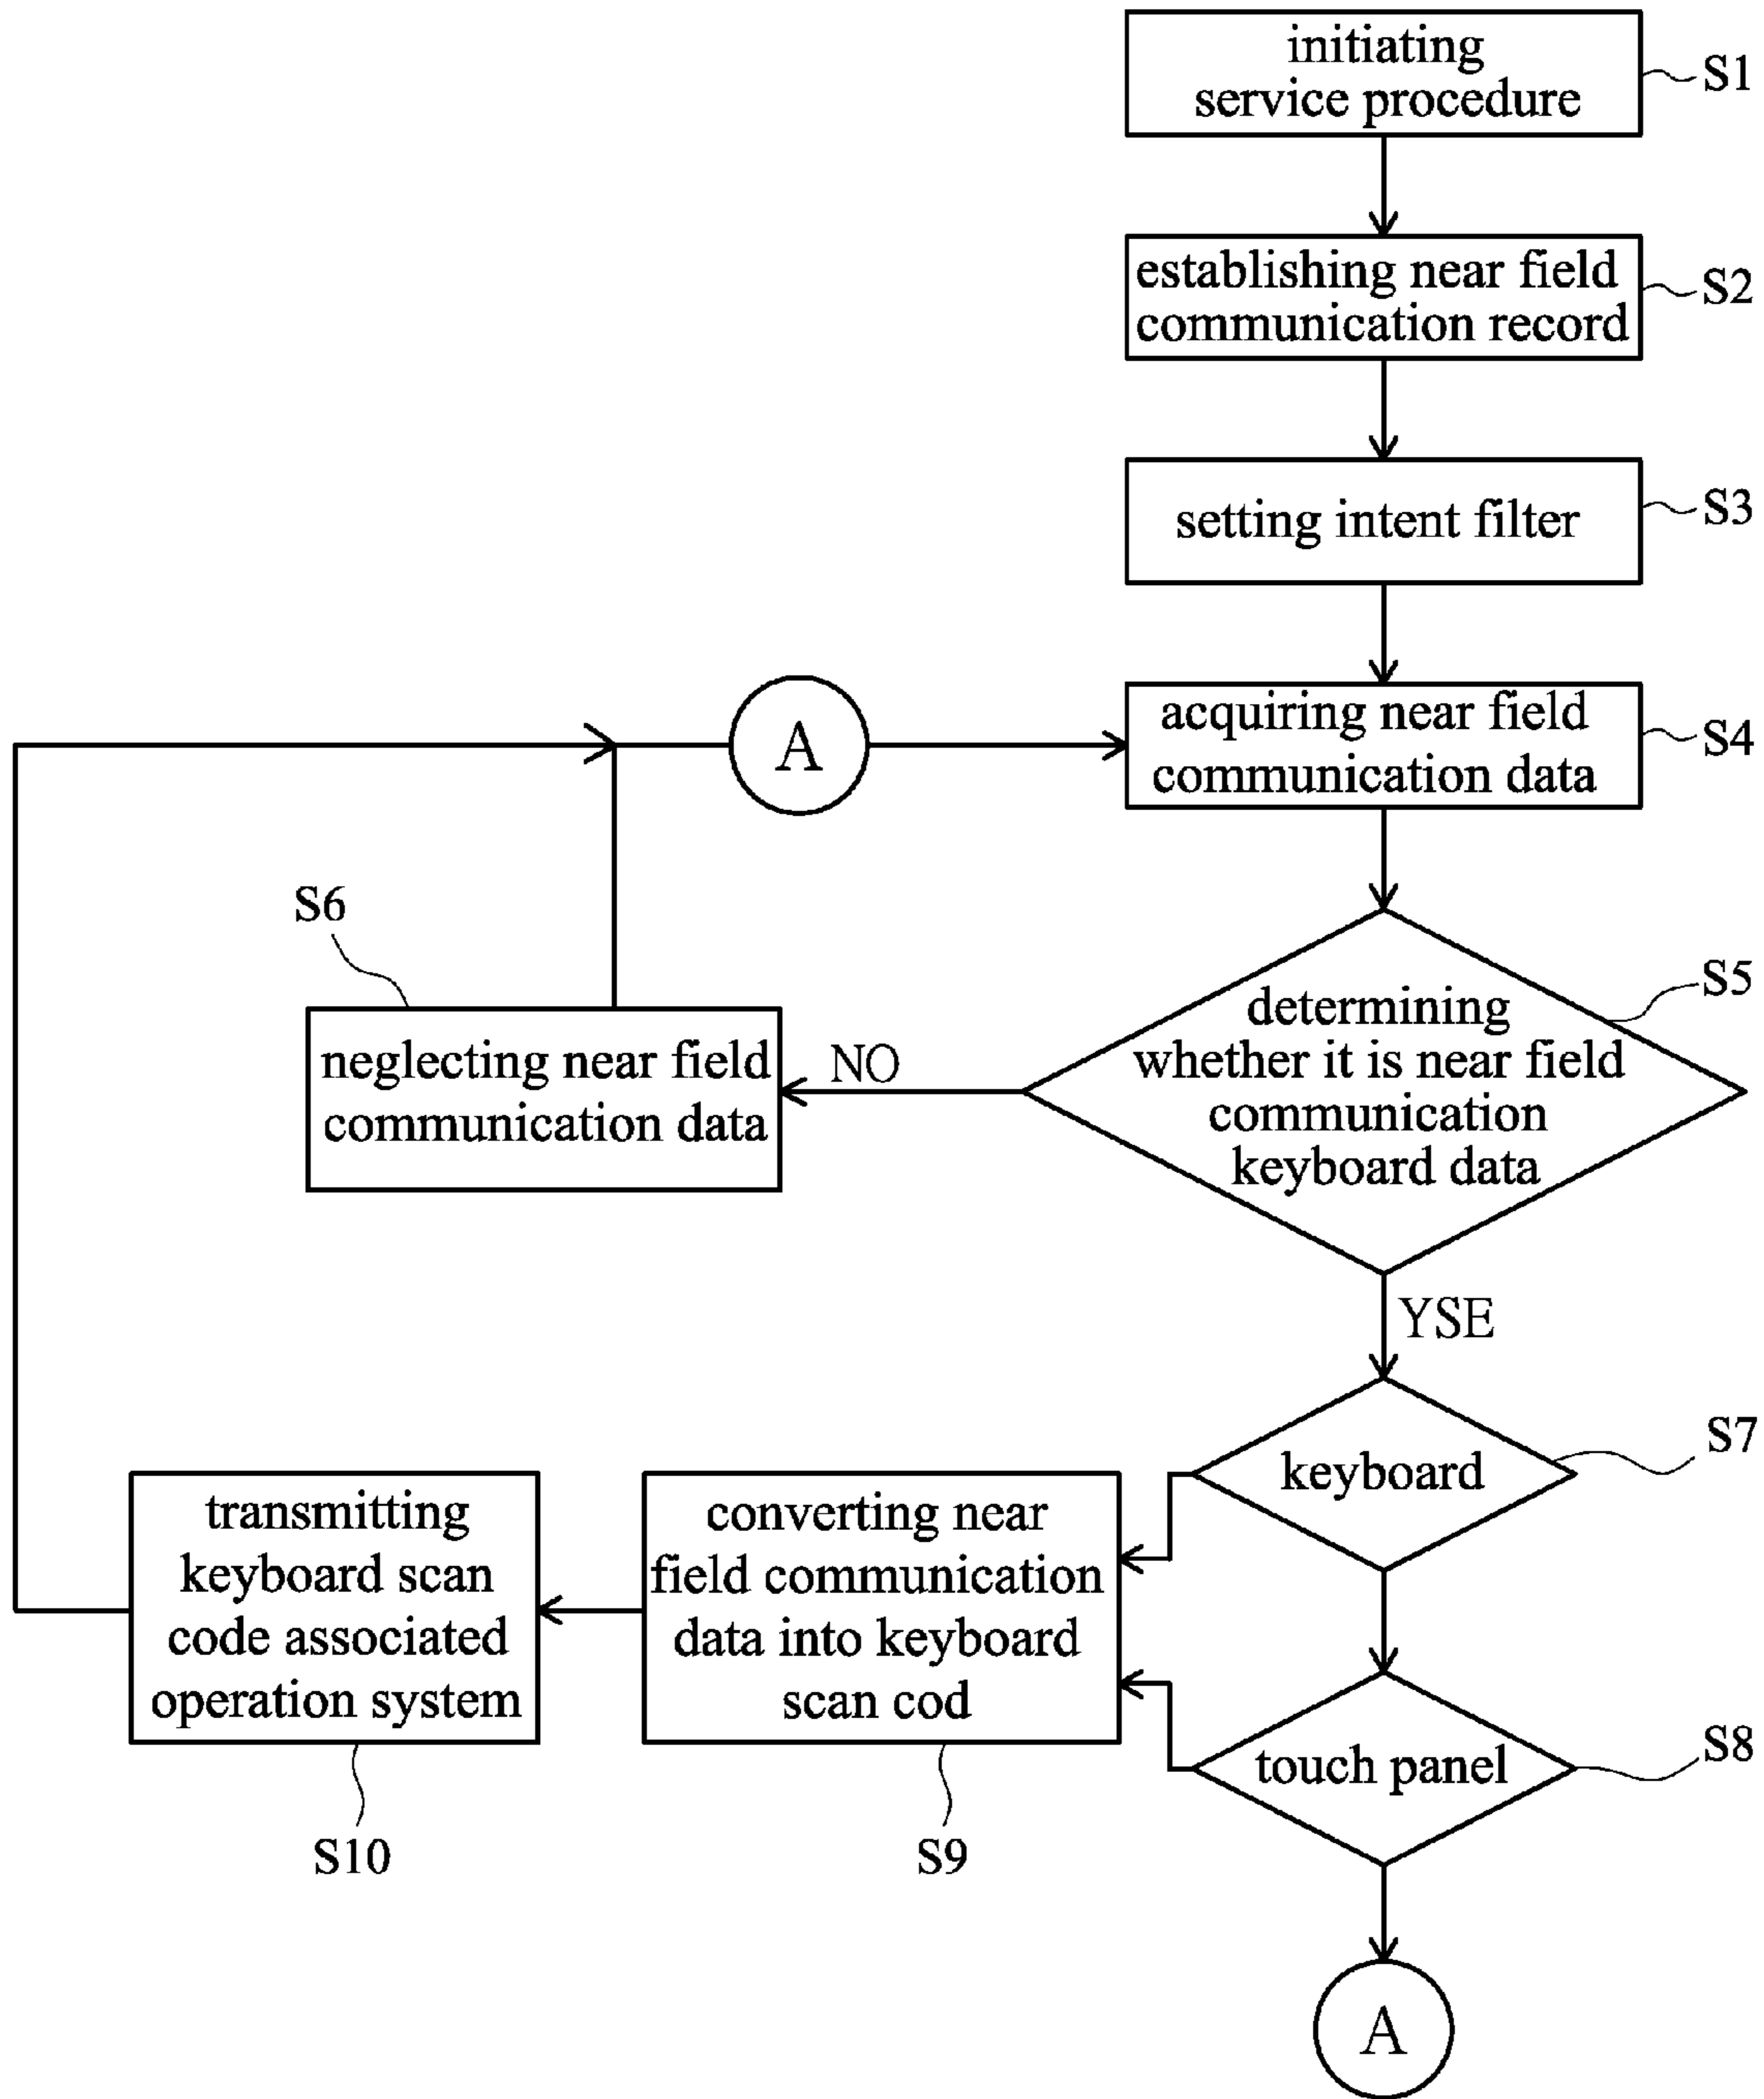 initiating
service procedure
S1
establishing near field
communication record
S2
setting intent filter
S3
A
acquiring near field
communication data
S4
S6
neglecting near field
communication data
NO
determining
whether it is near field
communication
keyboard data
S5
YSE
keyboard
S7
transmitting
keyboard scan
code associated
operation system
S10
converting near
field communication
data into keyboard
scan cod
S9
touch panel
S8
A